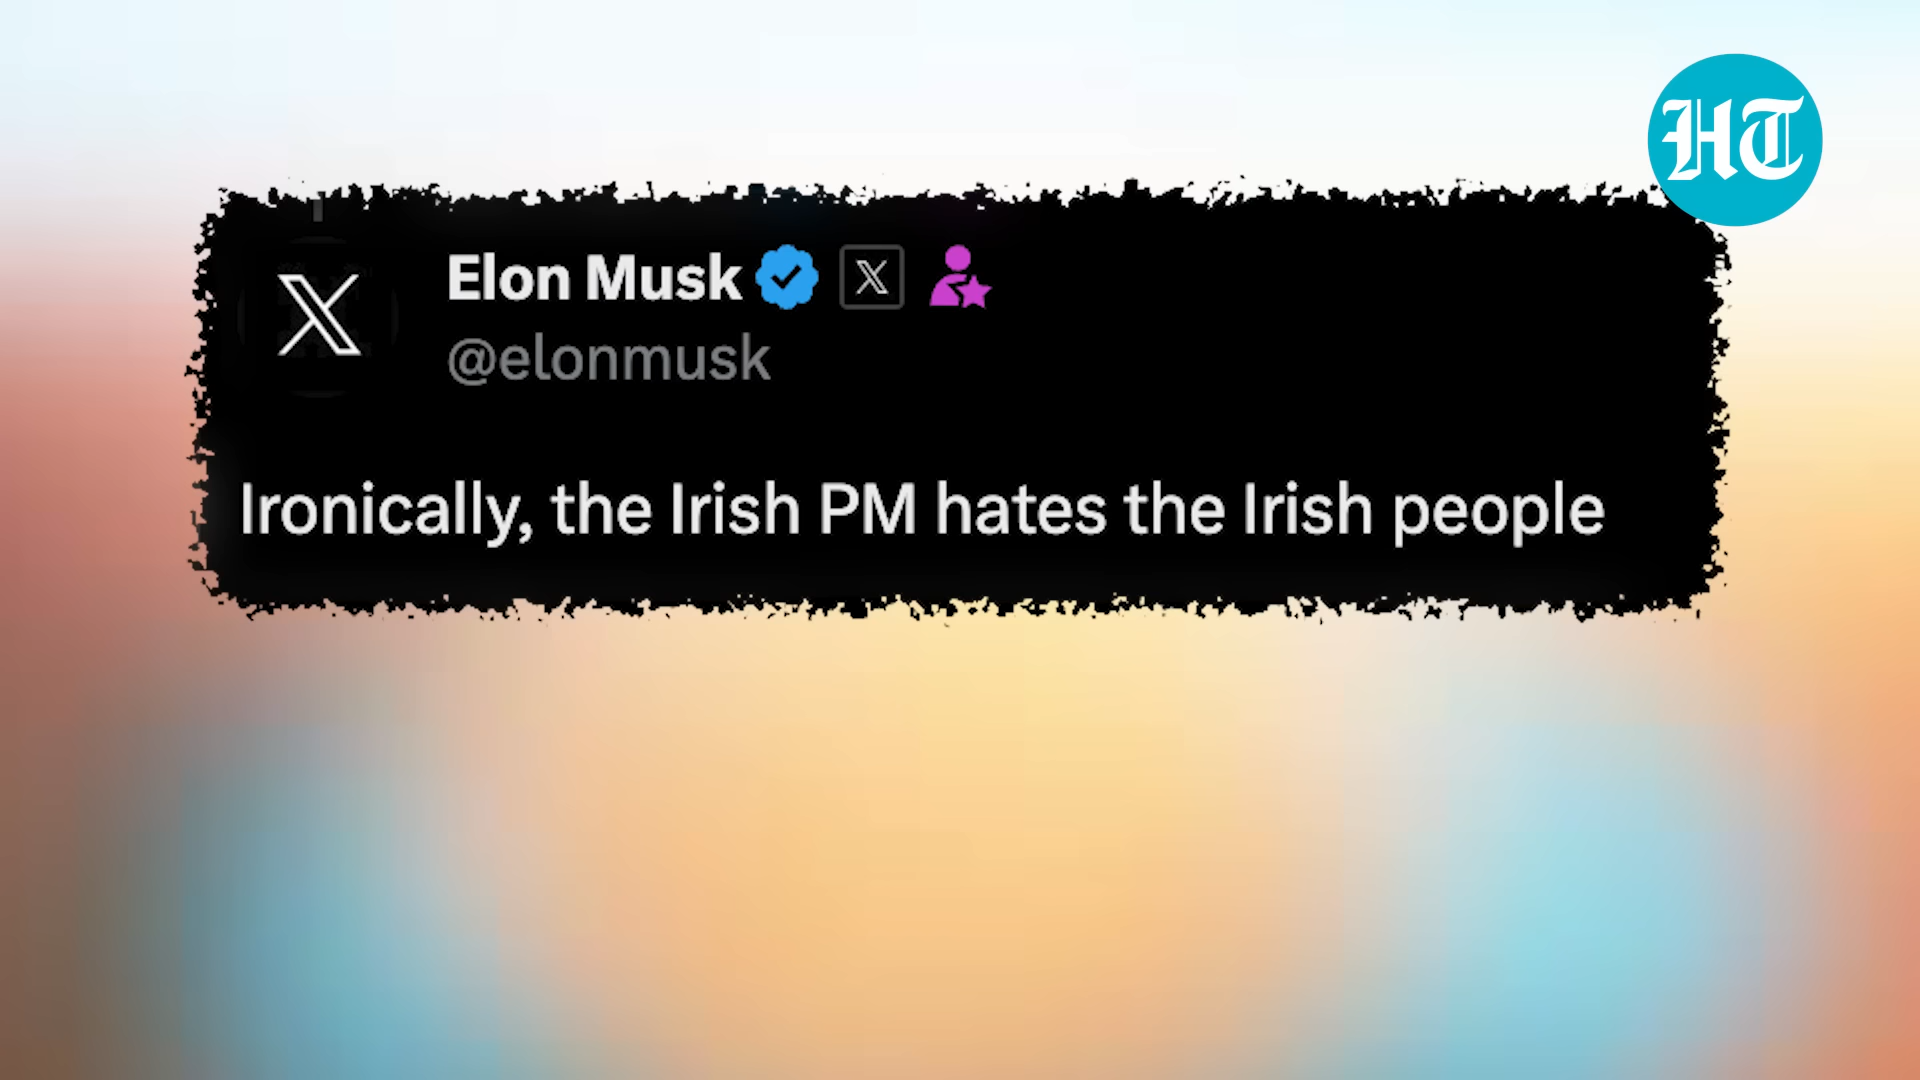 HT
Elon Musk
@elonmusk
Ironically, the Irish PM hates the Irish people